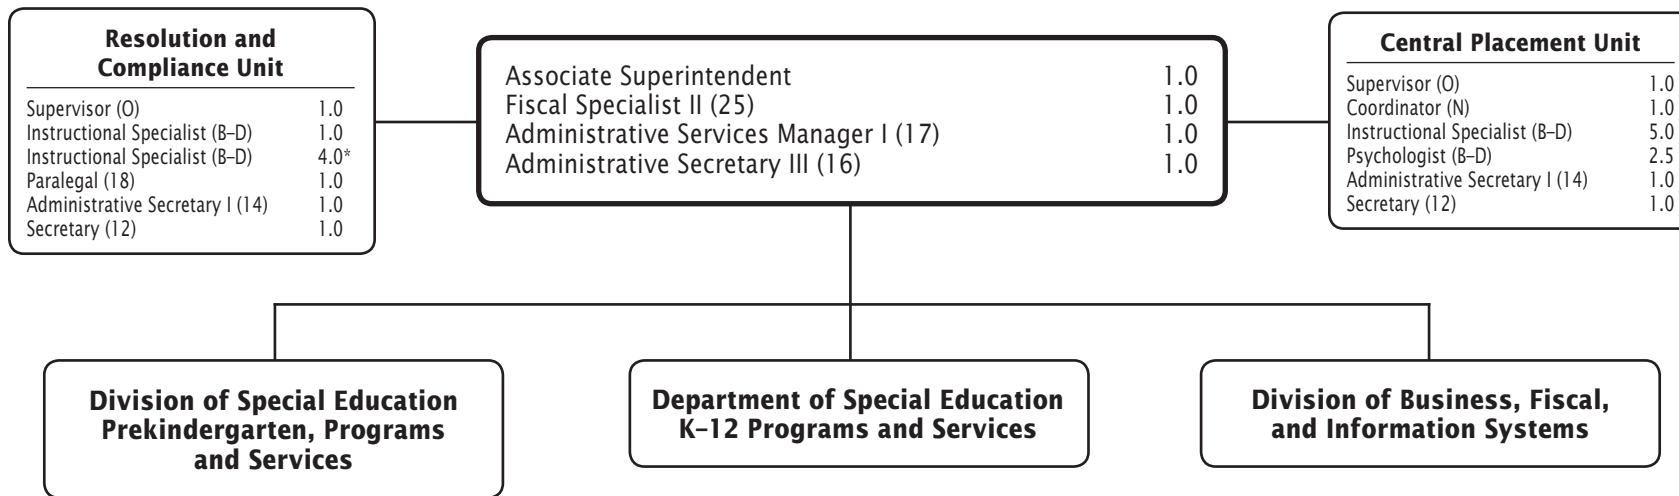 Resolution and
Compliance Unit
Supervisor (O) 1.0
Instructional Specialist (B–D) 1.0
Instructional Specialist (B–D) 4.0*
Paralegal (18) 1.0
Administrative Secretary I (14) 1.0
Secretary (12) 1.0
Associate Superintendent 1.0
Fiscal Specialist II (25) 1.0
Administrative Services Manager I (17) 1.0
Administrative Secretary III (16) 1.0
Central Placement Unit
Supervisor (O) 1.0
Coordinator (N) 1.0
Instructional Specialist (B–D) 5.0
Psychologist (B–D) 2.5
Administrative Secretary I (14) 1.0
Secretary (12) 1.0
Division of Special Education
Prekindergarten, Programs
and Services
Department of Special Education
K–12 Programs and Services
Division of Business, Fiscal,
and Information Systems